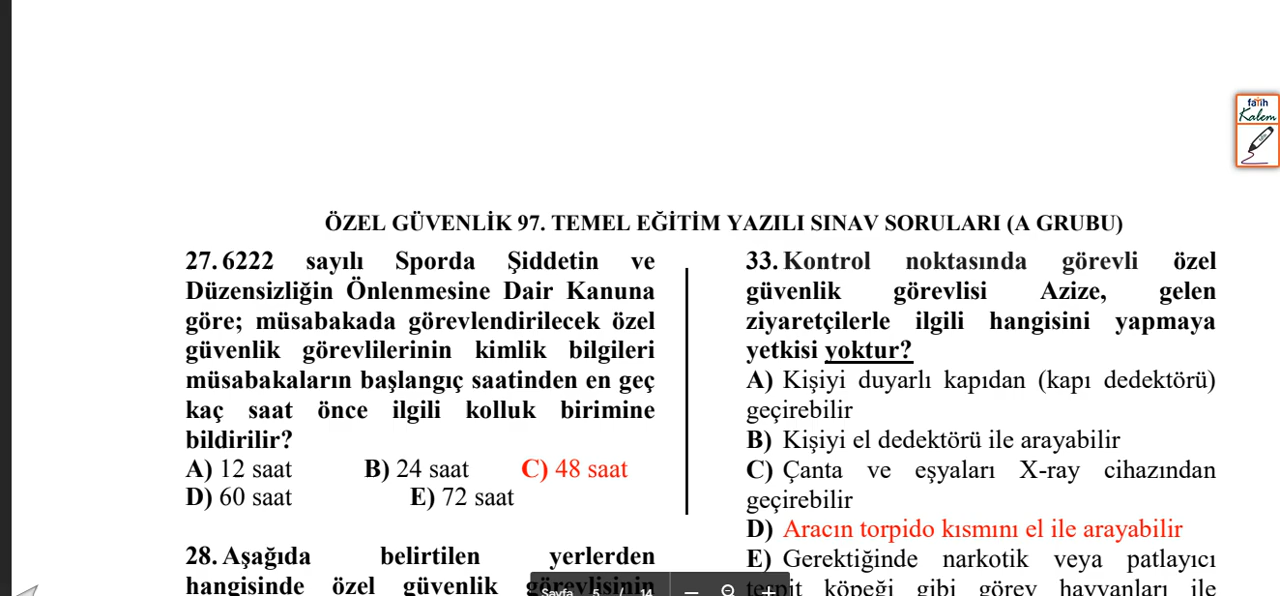 fatih
Kalem
ÖZEL GÜVENLİK 97. TEMEL EĞİTİM YAZILI SINAV SORULARI (A GRUBU)
27. 6222 sayılı Sporda Şiddetin ve
Düzensizliğin Önlenmesine Dair Kanuna
göre; müsabakada görevlendirilecek özel
güvenlik görevlilerinin kimlik bilgileri
müsabakaların başlangıç saatinden en geç
kaç saat önce ilgili kolluk birimine
bildirilir?
A) 12 saat B) 24 saat C) 48 saat
D) 60 saat E) 72 saat
28. Aşağıda belirtilen yerlerden
hangisinde özel güvenlik görevlisinin
33. Kontrol noktasında görevli özel
güvenlik görevlisi Azize, gelen
ziyaretçilerle ilgili hangisini yapmaya
yetkisi yoktur?
A) Kişiyi duyarlı kapıdan (kapı dedektörü)
geçirebilir
B) Kişiyi el dedektörü ile arayabilir
C) Çanta ve eşyaları X-ray cihazından
geçirebilir
D) Aracın torpido kısmını el ile arayabilir
E) Gerektiğinde narkotik veya patlayıcı
tespit köpeği gibi görev hayvanları ile
Sayfa 5 / 14